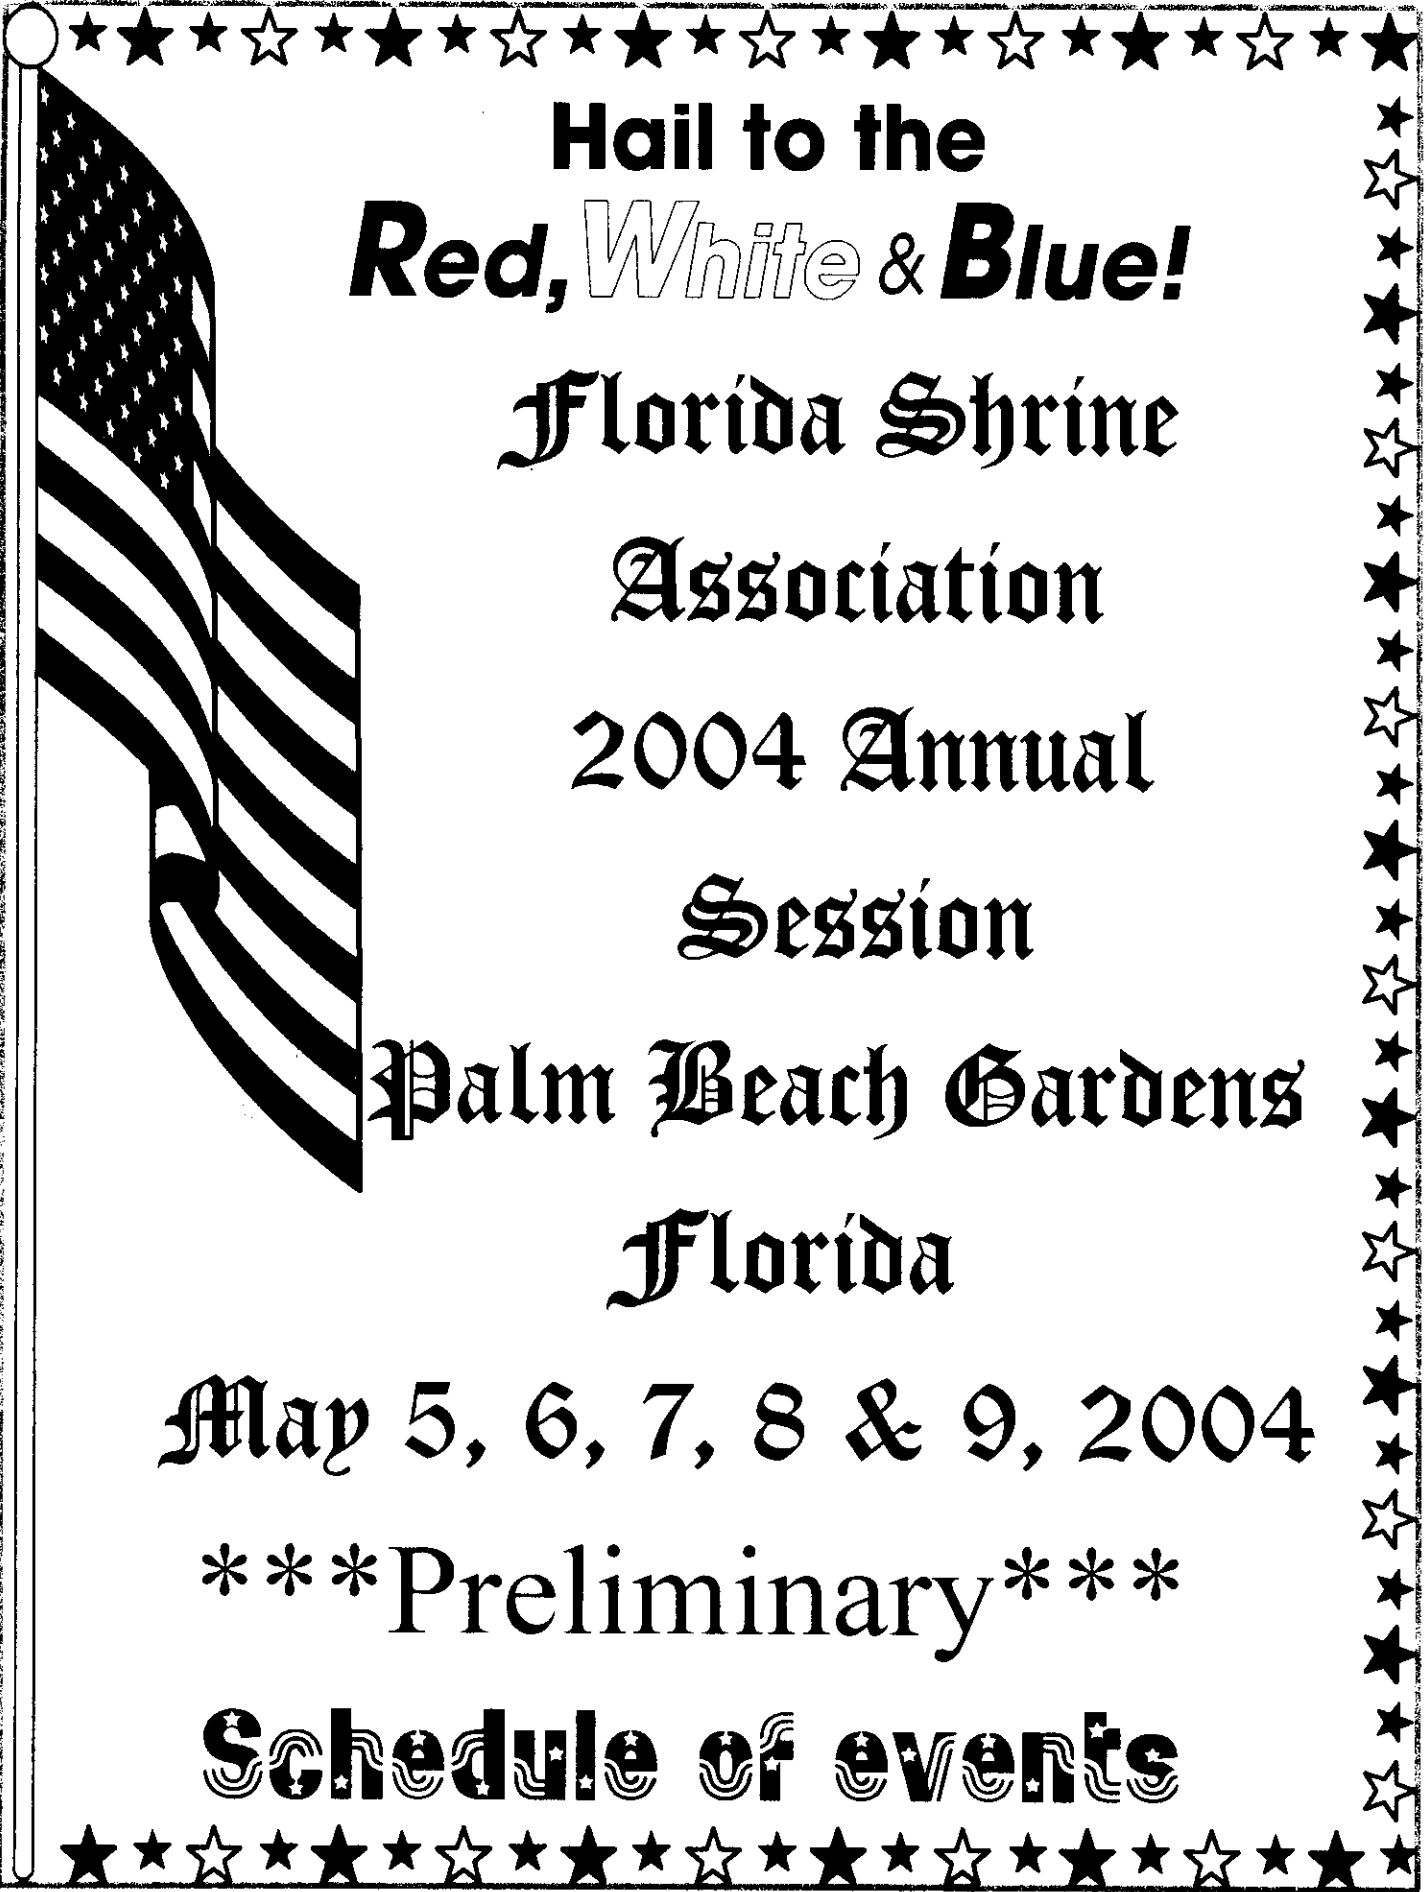 Hail to the
Red, White & Blue!
Florida Shrine
Association
2004 Annual
Session
Palm Beach Gardens
Florida
May 5, 6, 7, 8 & 9, 2004
***Preliminary***
Schedule of events